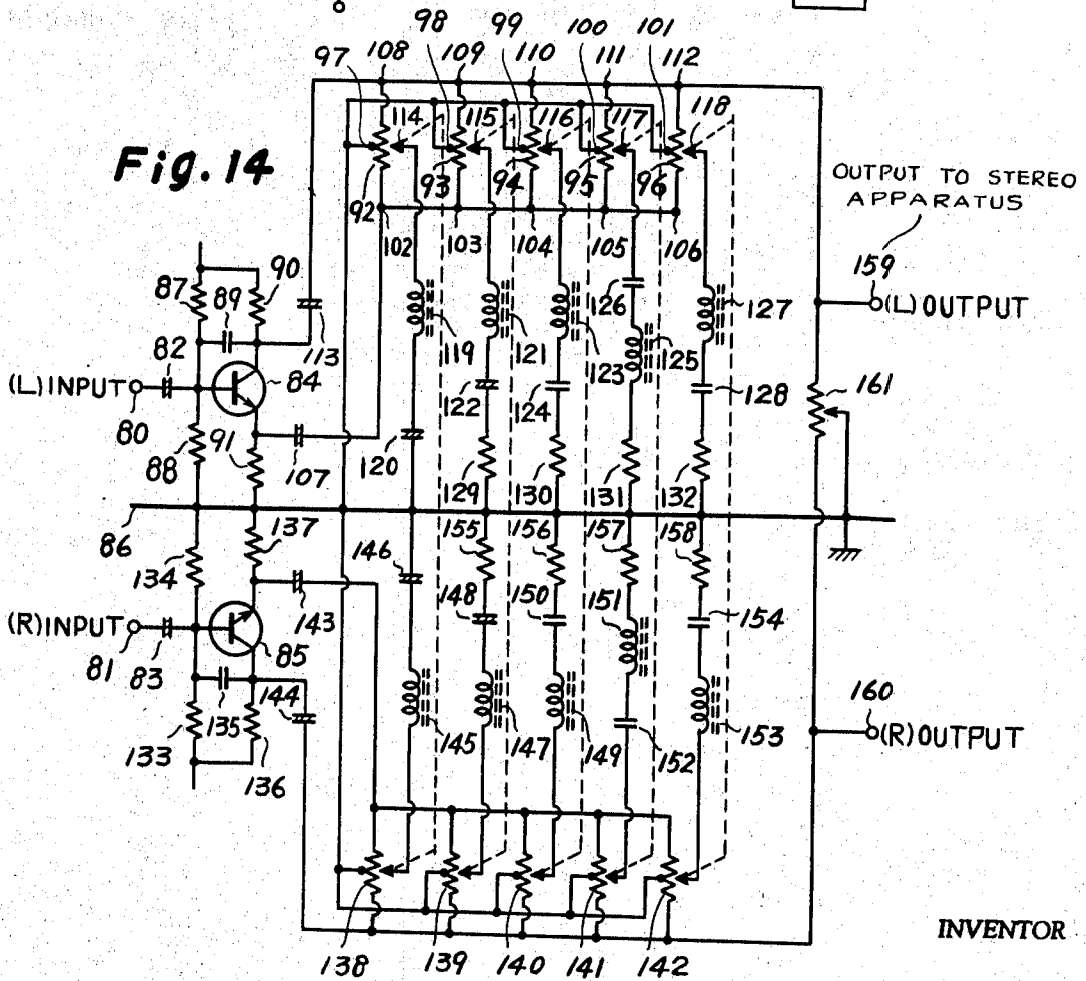 98 99 100 101
97 108 109 110 111 112
114 115 116 117 118
Fig. 14
93 94 95 96
92
OUTPUT TO STEREO
APPARATUS
102 103 104 105 106
159
90
87 89
126 127
(L) OUTPUT
113 119 121 123 125
82
(L) INPUT
84
122 124 128 161
80
91
88 107 120
129 130 131 132
86
137
155 156 157 158
134 146
148 150 151 154
(R) INPUT
143
81 83 85
144
160
135
145 147 149 152 153
(R) OUTPUT
133 136
INVENTOR
138 139 140 141 142